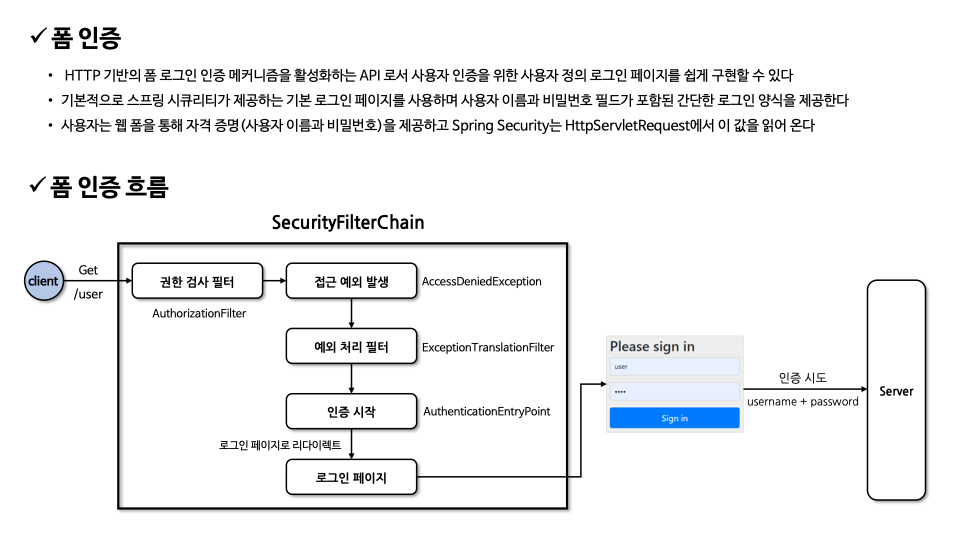 ✓ 폼 인증
• HTTP 기반의 폼 로그인 인증 메커니즘을 활성화하는 API 로서 사용자 인증을 위한 사용자 정의 로그인 페이지를 쉽게 구현할 수 있다
• 기본적으로 스프링 시큐리티가 제공하는 기본 로그인 페이지를 사용하며 사용자 이름과 비밀번호 필드가 포함된 간단한 로그인 양식을 제공한다
• 사용자는 웹 폼을 통해 자격 증명(사용자 이름과 비밀번호)을 제공하고 Spring Security는 HttpServletRequest에서 이 값을 읽어 온다
✓ 폼 인증 흐름
SecurityFilterChain
client
Get
/user
권한 검사 필터
AuthorizationFilter
접근 예외 발생
AccessDeniedException
예외 처리 필터
ExceptionTranslationFilter
인증 시작
AuthenticationEntryPoint
로그인 페이지로 리다이렉트
로그인 페이지
Please sign in
user
••••
Sign in
인증 시도
username + password
Server